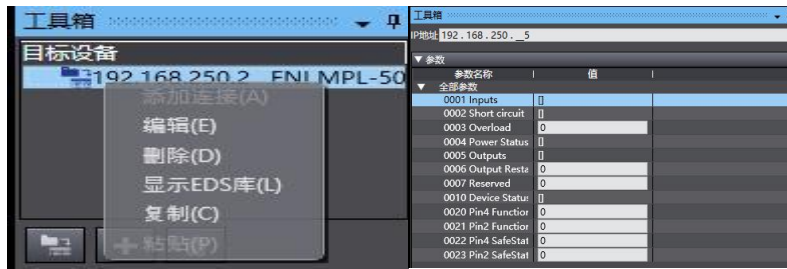 工具箱
目标设备
192.168.250.2 ENI MPL-50
添加连接(A)
编辑(E)
删除(D)
显示EDS库(L)
复制(C)
粘贴(P)
工具箱
IP地址 192 . 168 . 250 . __5
▼ 参数
参数名称 值
▼ 全部参数
0001 Inputs []
0002 Short circuit []
0003 Overload 0
0004 Power Status []
0005 Outputs []
0006 Output Resta 0
0007 Reserved 0
0010 Device Status []
0020 Pin4 Function 0
0021 Pin2 Function 0
0022 Pin4 SafeStat 0
0023 Pin2 SafeStat 0